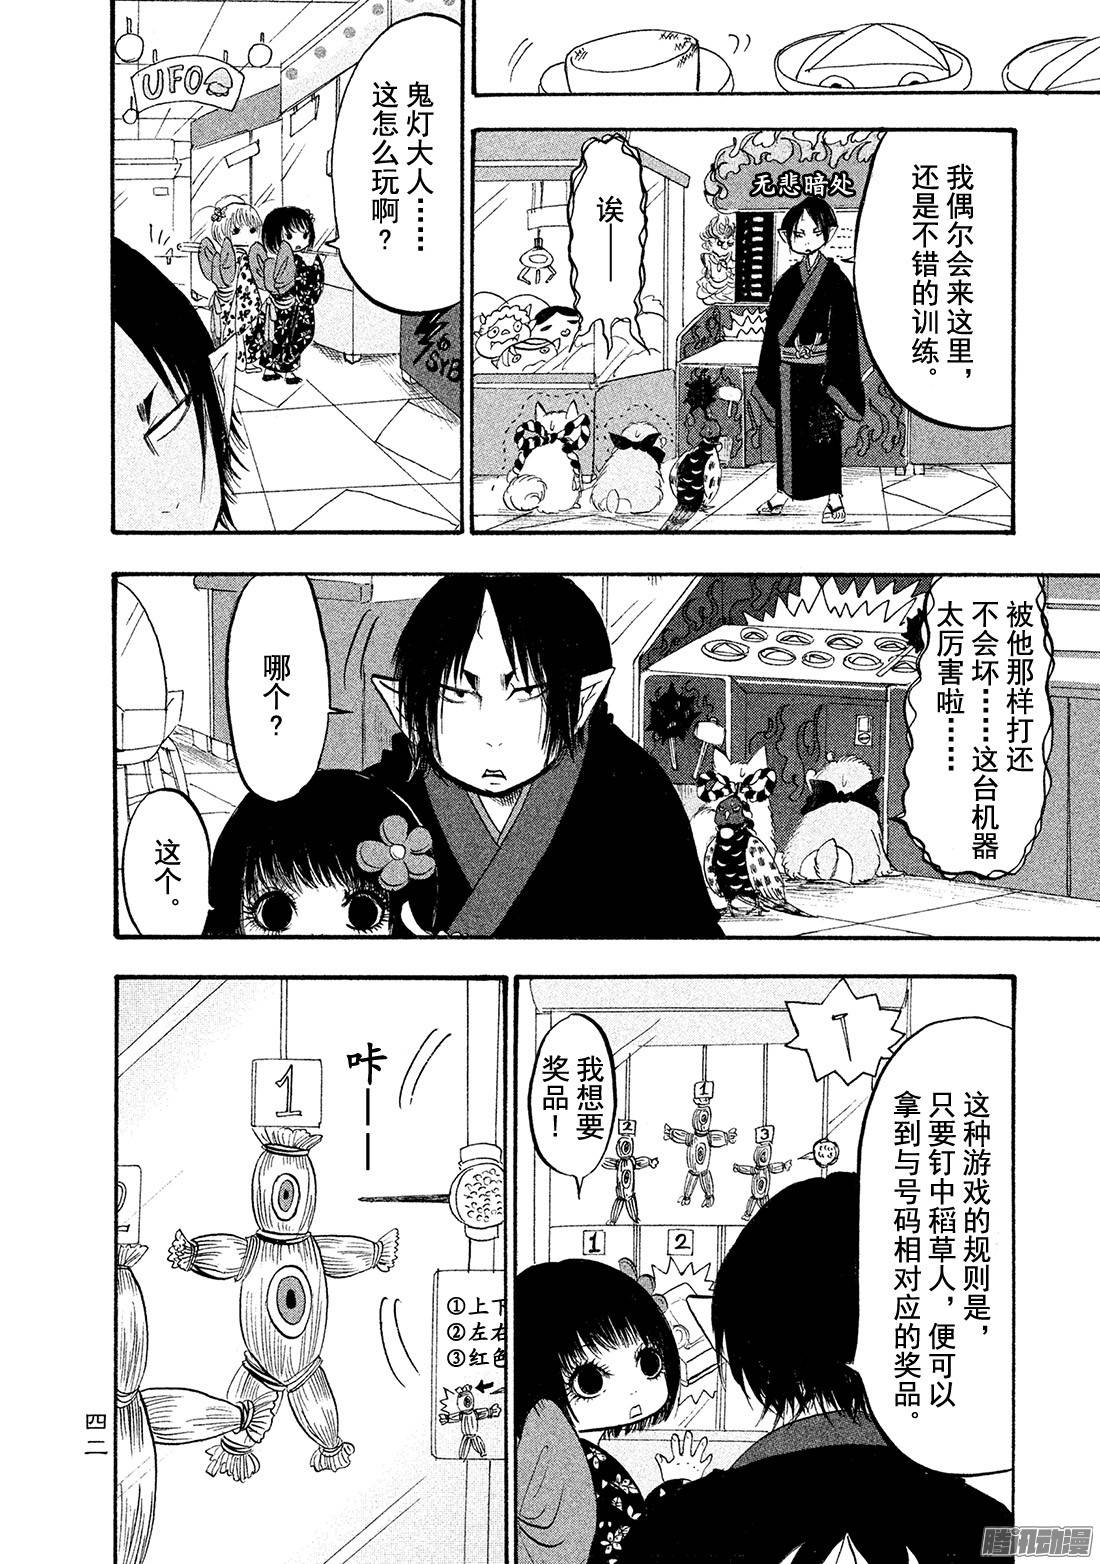 我偶尔会来这里，
还是不错的训练。
无悲暗处
诶——
鬼灯大人……
这怎么玩啊？
UFO
被他那样打还
不会坏……这台机器
太厉害啦……
哪个？
这个。
这种游戏的规则是，
只要钉中稻草人，便可以
拿到与号码相对应的奖品。
我想要
奖品！
2
1
3
1
2
咔——
1
2
①上下
②左右
③红色
四二
腾讯动漫